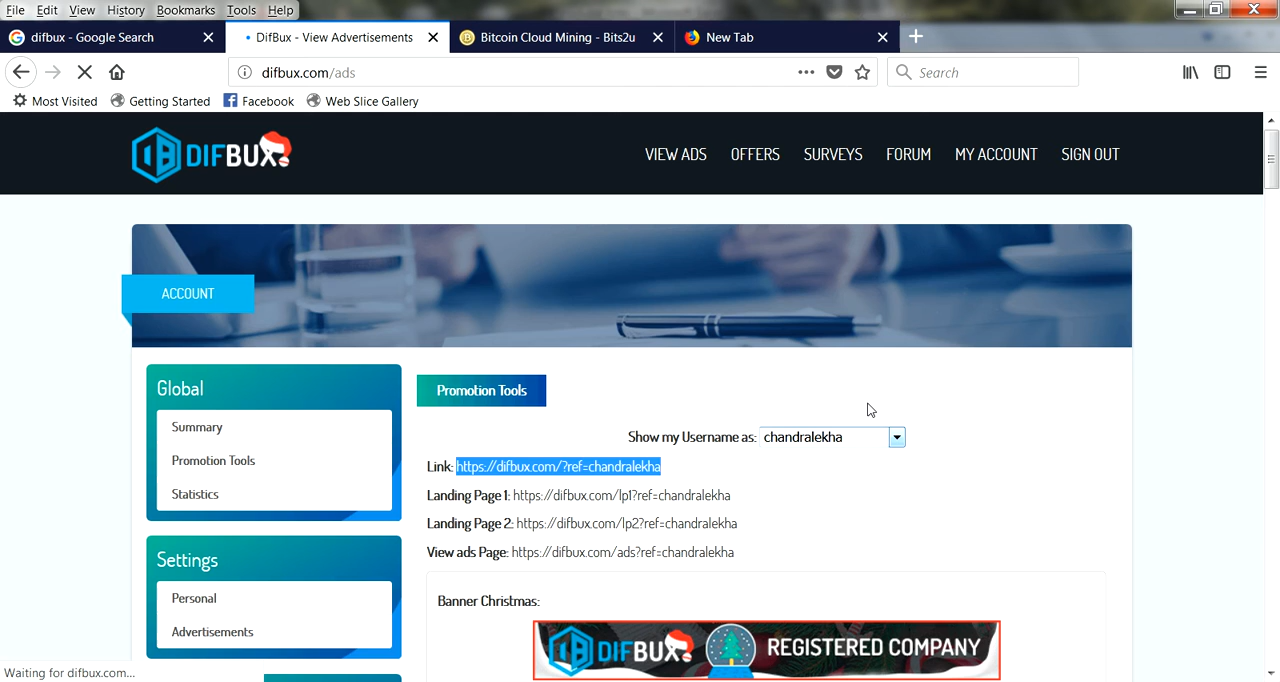 File Edit View History Bookmarks Tools Help
difbux - Google Search
DifBux - View Advertisements
Bitcoin Cloud Mining - Bits2u
New Tab
difbux.com/ads
Search
Most Visited Getting Started Facebook Web Slice Gallery
DIFBUX
VIEW ADS OFFERS SURVEYS FORUM MY ACCOUNT SIGN OUT
ACCOUNT
Global
Summary
Promotion Tools
Statistics
Settings
Personal
Advertisements
Promotion Tools
Show my Username as: chandralekha
Link: https://difbux.com/?ref=chandralekha
Landing Page 1: https://difbux.com/lp1?ref=chandralekha
Landing Page 2: https://difbux.com/lp2?ref=chandralekha
View ads Page: https://difbux.com/ads?ref=chandralekha
Banner Christmas:
DIFBUX REGISTERED COMPANY
Waiting for difbux.com...